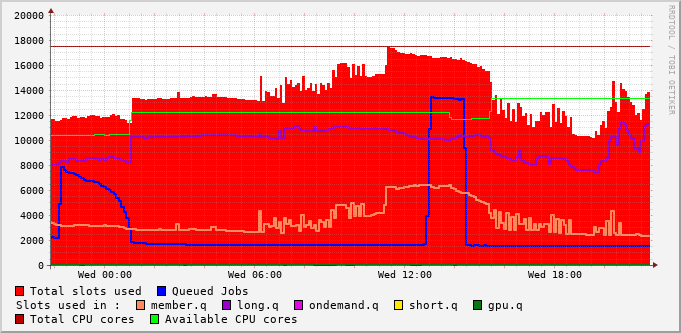 20000
18000
16000
14000
12000
10000
8000
6000
4000
2000
0
Wed 00:00 Wed 06:00 Wed 12:00 Wed 18:00
RRDTOOL / TOBI OETIKER
Total slots used Queued Jobs
Slots used in : member.q long.q ondemand.q short.q gpu.q
Total CPU cores Available CPU cores